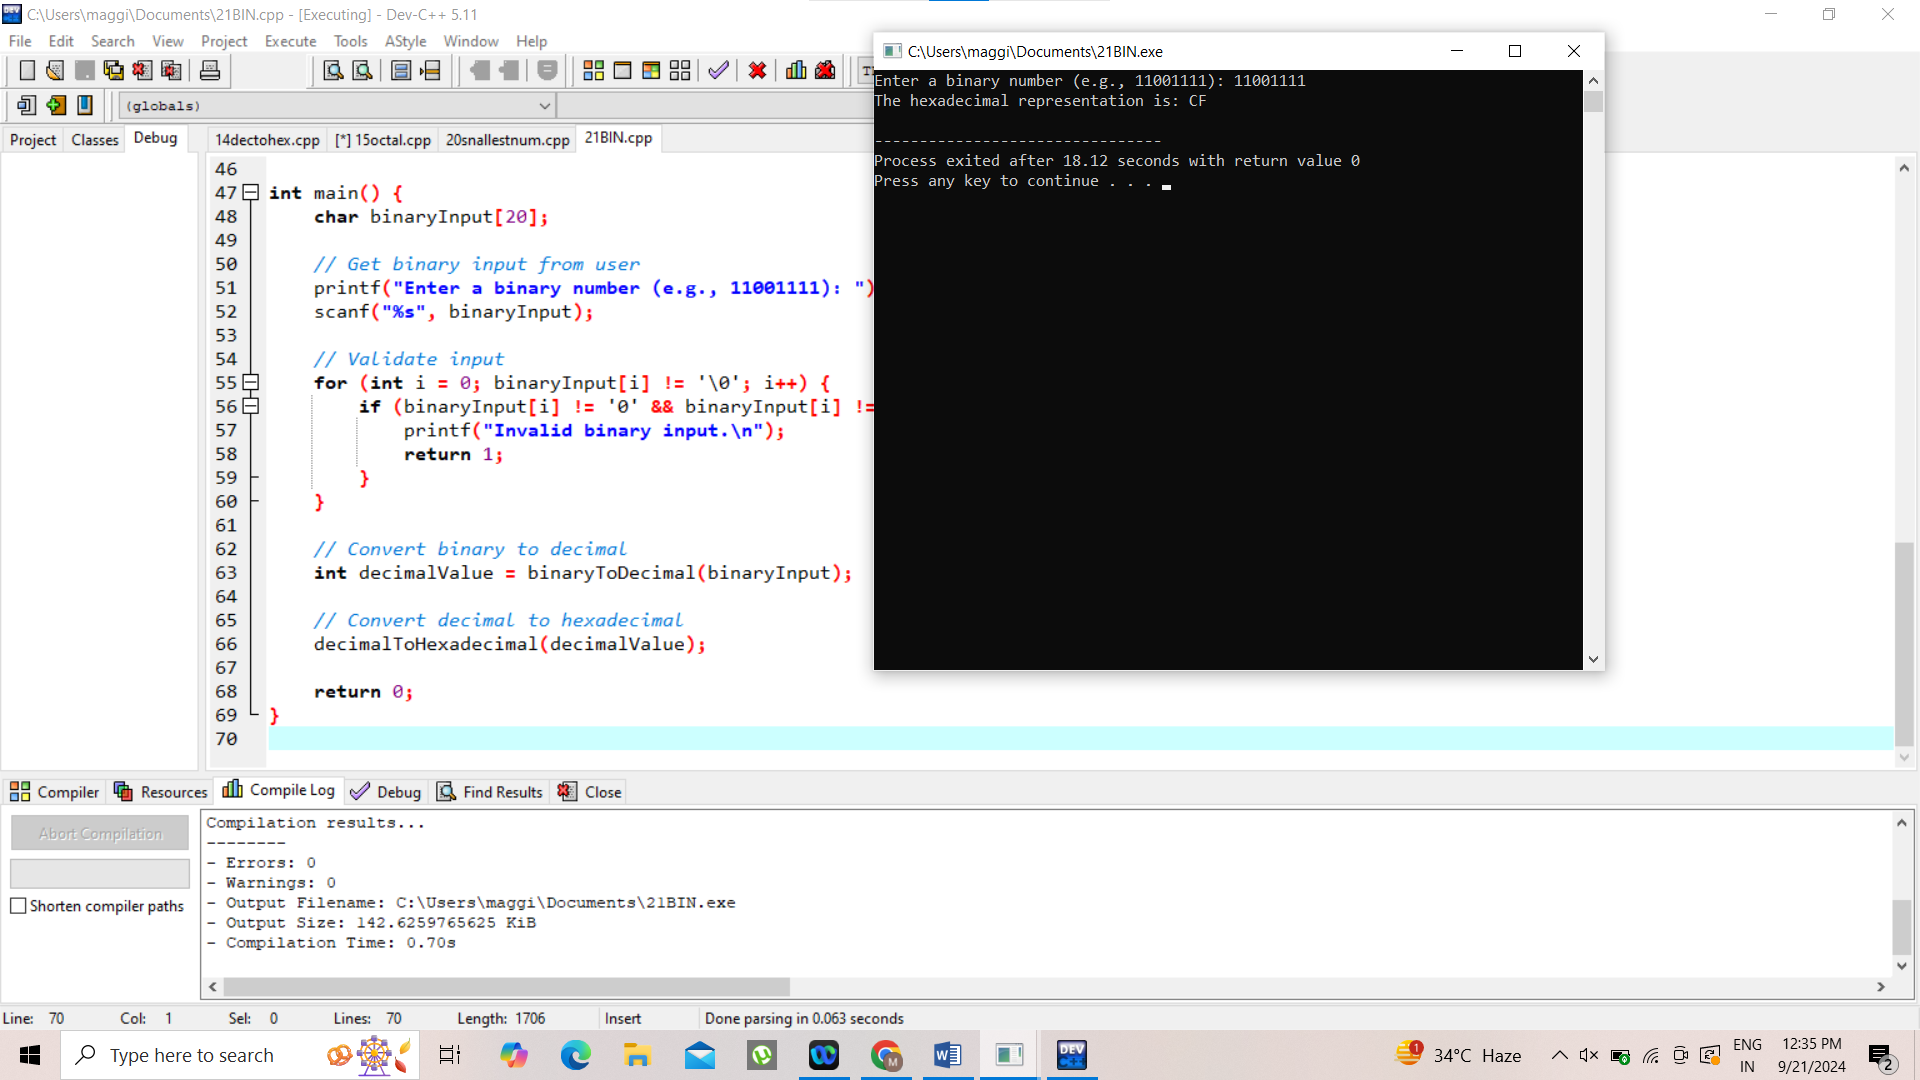 C:\Users\maggi\Documents\21BIN.cpp - [Executing] - Dev-C++ 5.11
File Edit Search View Project Execute Tools AStyle Window Help
(globals)
Project Classes Debug
14dectohex.cpp [*] 15octal.cpp 20snallestnum.cpp 21BIN.cpp
46
47 int main() {
48 char binaryInput[20];
49
50 // Get binary input from user
51 printf("Enter a binary number (e.g., 11001111): ")
52 scanf("%s", binaryInput);
53
54 // Validate input
55 for (int i = 0; binaryInput[i] != '\0'; i++) {
56 if (binaryInput[i] != '0' && binaryInput[i] !=
57 printf("Invalid binary input.\n");
58 return 1;
59 }
60 }
61
62 // Convert binary to decimal
63 int decimalValue = binaryToDecimal(binaryInput);
64
65 // Convert decimal to hexadecimal
66 decimalToHexadecimal(decimalValue);
67
68 return 0;
69 }
70
C:\Users\maggi\Documents\21BIN.exe
Enter a binary number (e.g., 11001111): 11001111
The hexadecimal representation is: CF
--------------------------------
Process exited after 18.12 seconds with return value 0
Press any key to continue . . .
Compiler Resources Compile Log Debug Find Results Close
Abort Compilation
Shorten compiler paths
Compilation results...
--------
- Errors: 0
- Warnings: 0
- Output Filename: C:\Users\maggi\Documents\21BIN.exe
- Output Size: 142.6259765625 KiB
- Compilation Time: 0.70s
Line: 70 Col: 1 Sel: 0 Lines: 70 Length: 1706 Insert Done parsing in 0.063 seconds
Type here to search
34°C Haze
ENG
IN
12:35 PM
9/21/2024
2